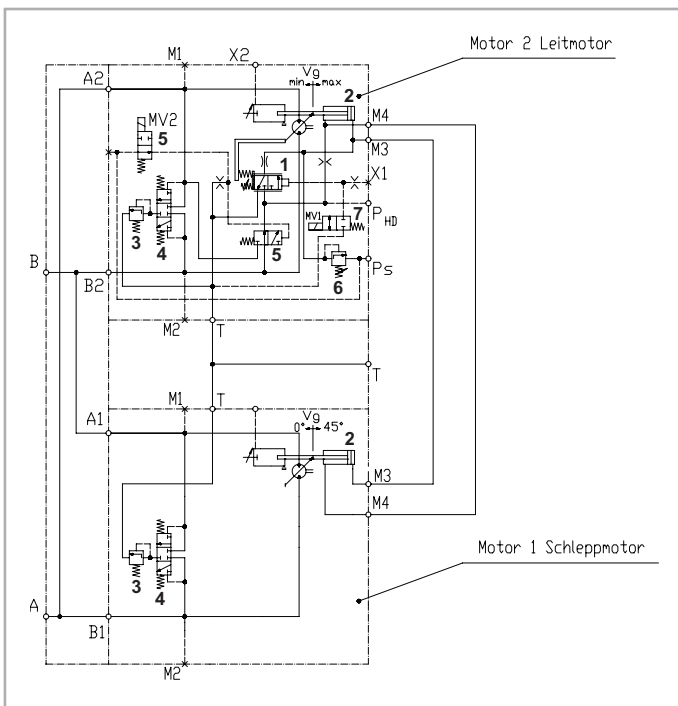 Motor 2 Leitmotor
M1
X2
A2
Vg
min max
2
MV2
5
M4
M3
1
X1
MV1
7
P HD
3
4
5
B
B2
6
Ps
M2
T
T
M1
T
A1
Vg
0° 45°
2
M3
M4
Motor 1 Schleppmotor
3
4
A
B1
M2